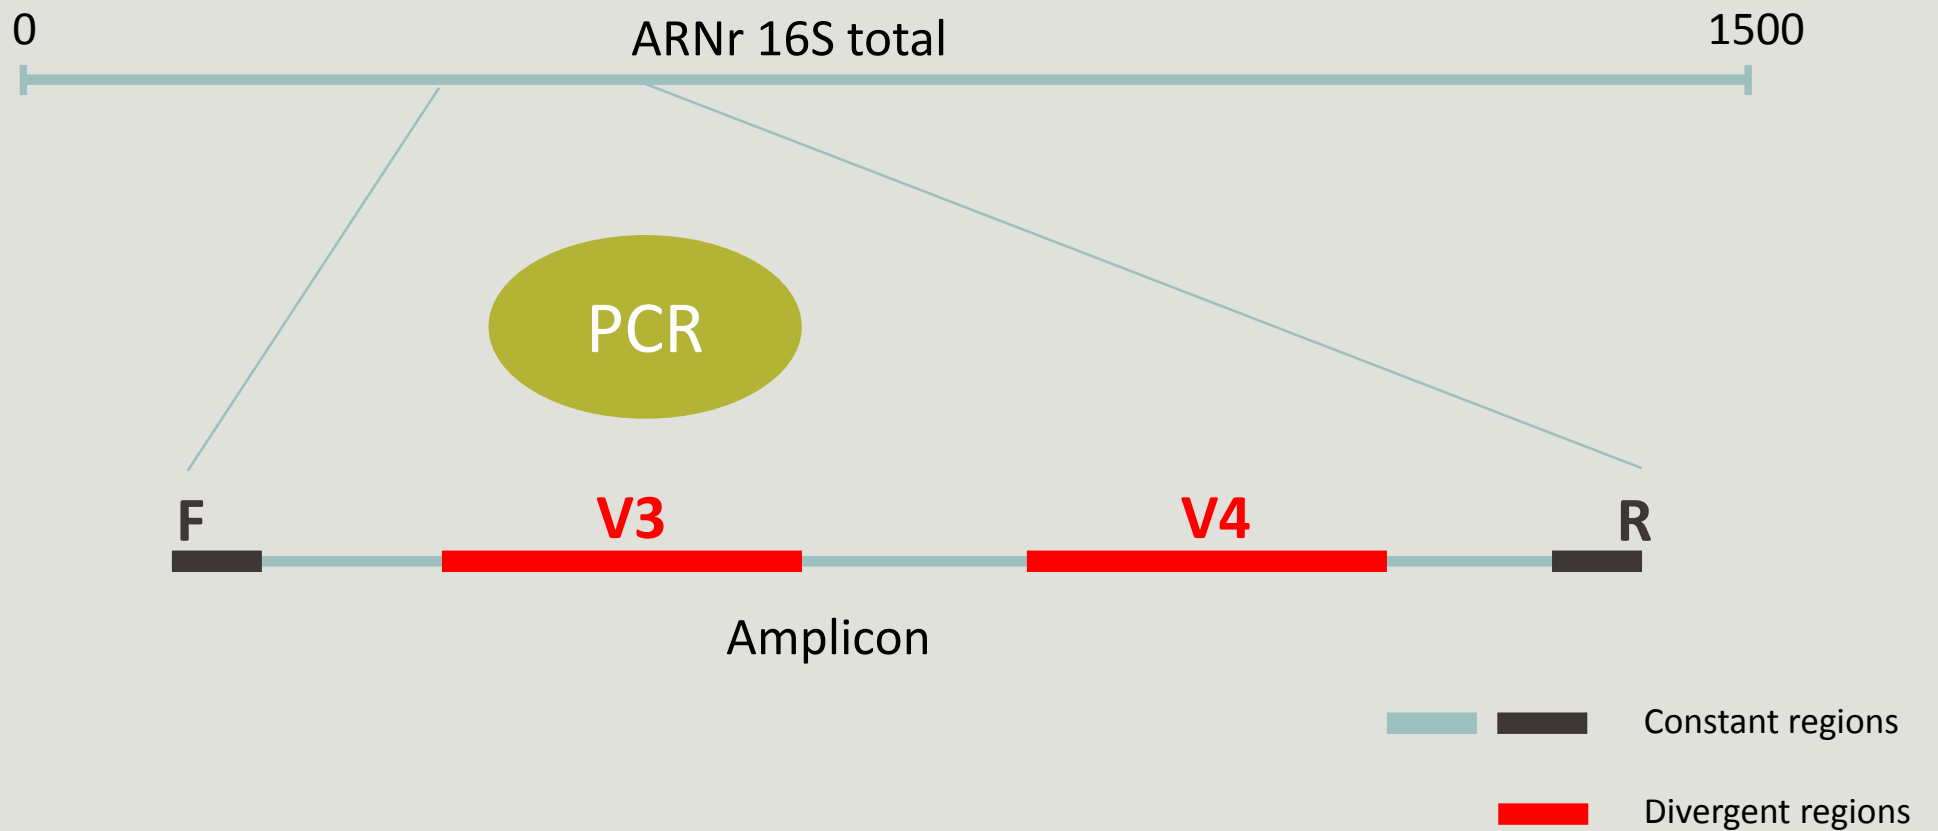 0
ARNr 16S total
1500
PCR
F
V3
V4
R
Amplicon
Constant regions
Divergent regions